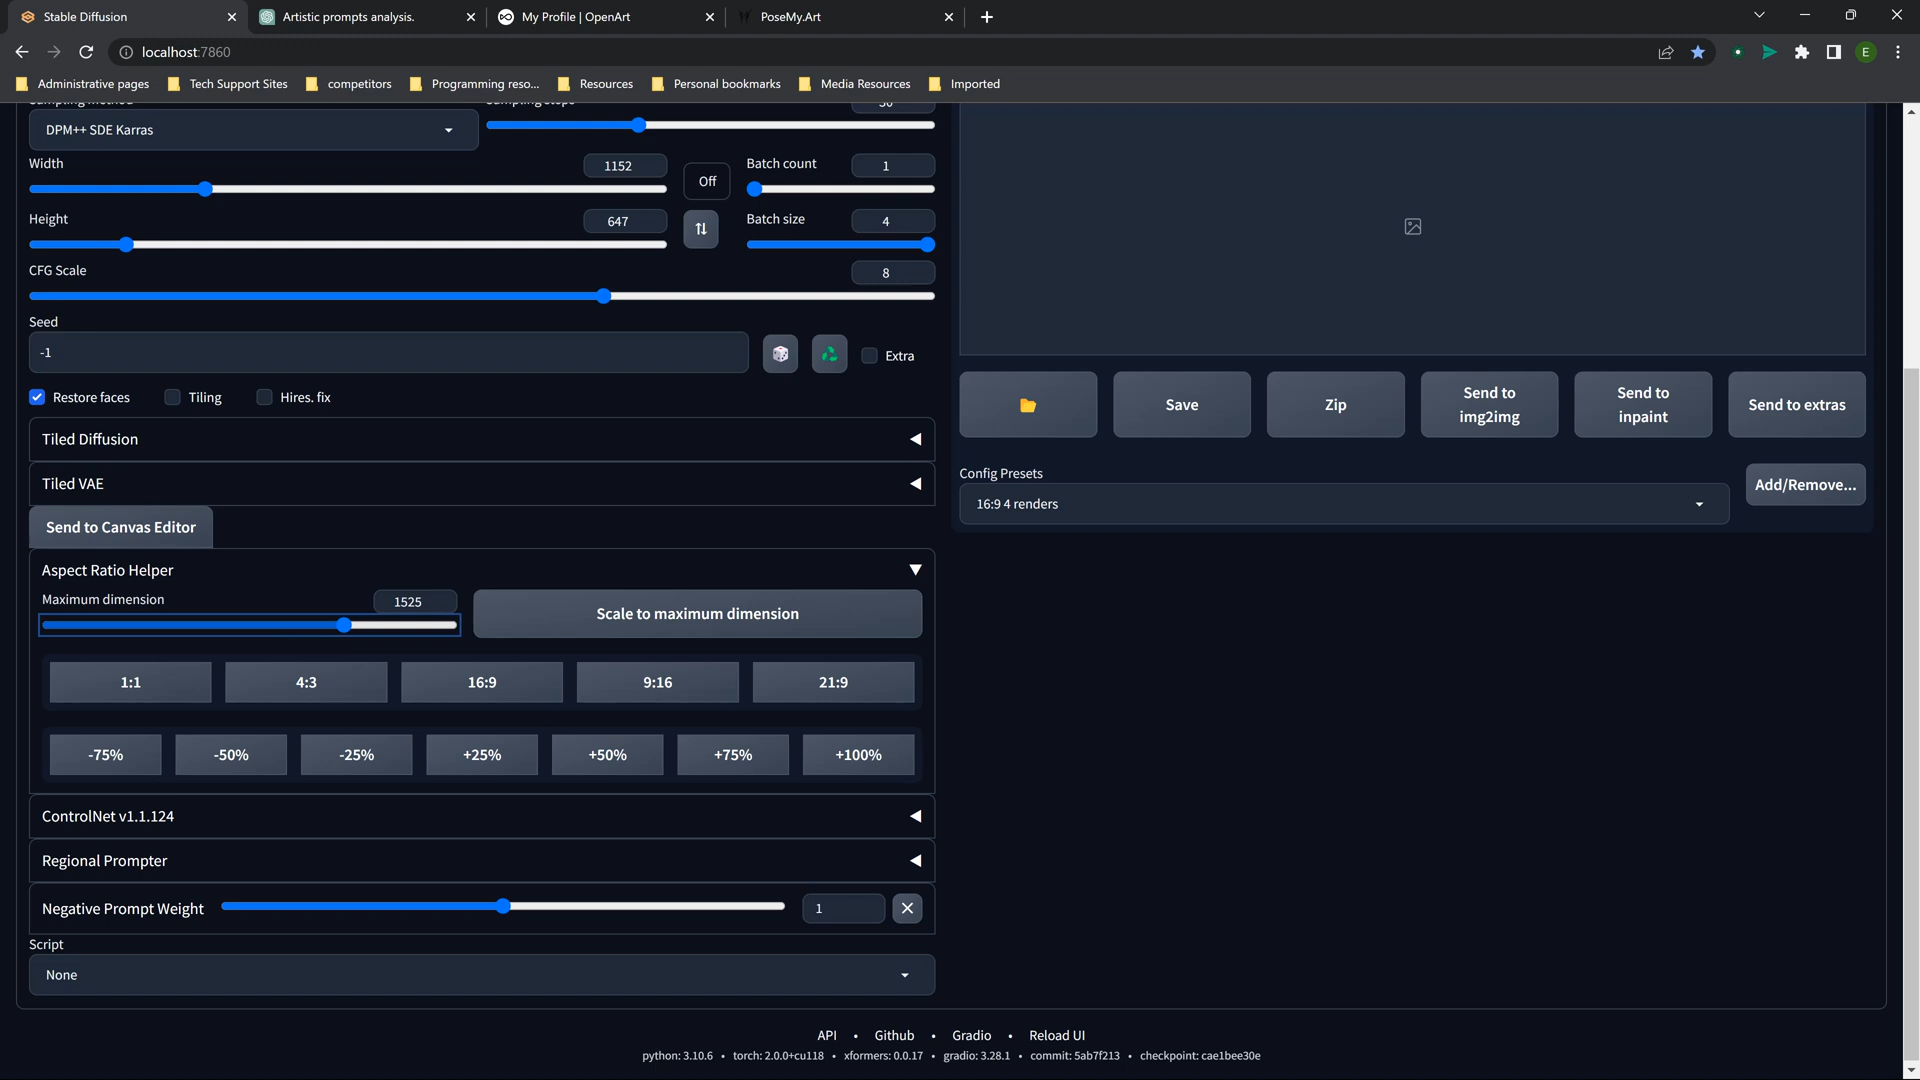 Stable Diffusion
Artistic prompts analysis.
My Profile | OpenArt
PoseMy.Art
localhost:7860
E
Administrative pages
Tech Support Sites
competitors
Programming reso...
Resources
Personal bookmarks
Media Resources
Imported
DPM++ SDE Karras
Width
1152
Off
Batch count
1
Height
647
Batch size
4
CFG Scale
8
Seed
-1
Extra
Restore faces
Tiling
Hires. fix
Tiled Diffusion
Tiled VAE
Send to Canvas Editor
Aspect Ratio Helper
Maximum dimension
1525
Scale to maximum dimension
1:1
4:3
16:9
9:16
21:9
-75%
-50%
-25%
+25%
+50%
+75%
+100%
ControlNet v1.1.124
Regional Prompter
Negative Prompt Weight
1
Script
None
Save
Zip
Send to
img2img
Send to
inpaint
Send to extras
Config Presets
16:9 4 renders
Add/Remove...
API • Github • Gradio • Reload UI
python: 3.10.6 • torch: 2.0.0+cu118 • xformers: 0.0.17 • gradio: 3.28.1 • commit: 5ab7f213 • checkpoint: cae1bee30e